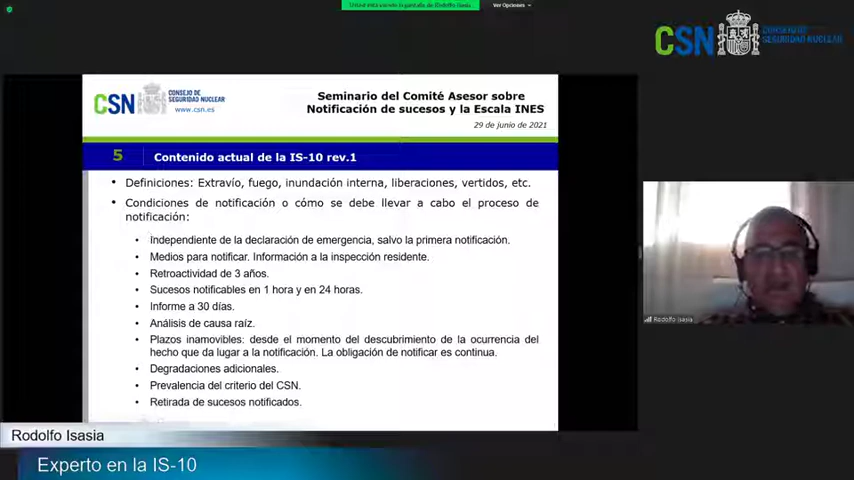 Ver Opciones
CSN
CONSEJO DE
SEGURIDAD NUCLEAR
CSN
CONSEJO DE
SEGURIDAD NUCLEAR
www.csn.es
Seminario del Comité Asesor sobre
Notificación de sucesos y la Escala INES
29 de junio de 2021
5 Contenido actual de la IS-10 rev.1
• Definiciones: Extravío, fuego, inundación interna, liberaciones, vertidos, etc.
• Condiciones de notificación o cómo se debe llevar a cabo el proceso de
notificación:
• Independiente de la declaración de emergencia, salvo la primera notificación.
• Medios para notificar. Información a la inspección residente.
• Retroactividad de 3 años.
• Sucesos notificables en 1 hora y en 24 horas.
• Informe a 30 días.
• Análisis de causa raíz.
• Plazos inamovibles: desde el momento del descubrimiento de la ocurrencia del
hecho que da lugar a la notificación. La obligación de notificar es continua.
• Degradaciones adicionales.
• Prevalencia del criterio del CSN.
• Retirada de sucesos notificados.
Rodolfo Isasia
Rodolfo Isasia
Experto en la IS-10